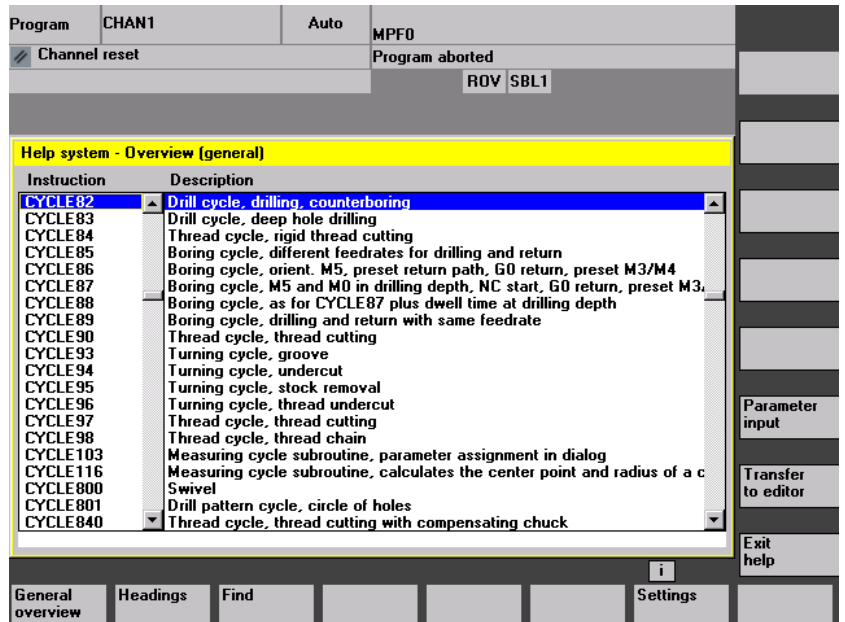 Program CHAN1 Auto MPF0
Channel reset Program aborted
ROV SBL1
Help system - Overview (general)
Instruction Description
CYCLE82 Drill cycle, drilling, counterboring
CYCLE83 Drill cycle, deep hole drilling
CYCLE84 Thread cycle, rigid thread cutting
CYCLE85 Boring cycle, different feedrates for drilling and return
CYCLE86 Boring cycle, orient. M5, preset return path, G0 return, preset M3/M4
CYCLE87 Boring cycle, M5 and M0 in drilling depth, NC start, G0 return, preset M3/
CYCLE88 Boring cycle, as for CYCLE87 plus dwell time at drilling depth
CYCLE89 Boring cycle, drilling and return with same feedrate
CYCLE90 Thread cycle, thread cutting
CYCLE93 Turning cycle, groove
CYCLE94 Turning cycle, undercut
CYCLE95 Turning cycle, stock removal
CYCLE96 Turning cycle, thread undercut
CYCLE97 Thread cycle, thread cutting
CYCLE98 Thread cycle, thread chain
CYCLE103 Measuring cycle subroutine, parameter assignment in dialog
CYCLE116 Measuring cycle subroutine, calculates the center point and radius of a c
CYCLE800 Swivel
CYCLE801 Drill pattern cycle, circle of holes
CYCLE840 Thread cycle, thread cutting with compensating chuck
Parameter
input
Transfer
to editor
Exit
help
i
General
overview
Headings
Find
Settings